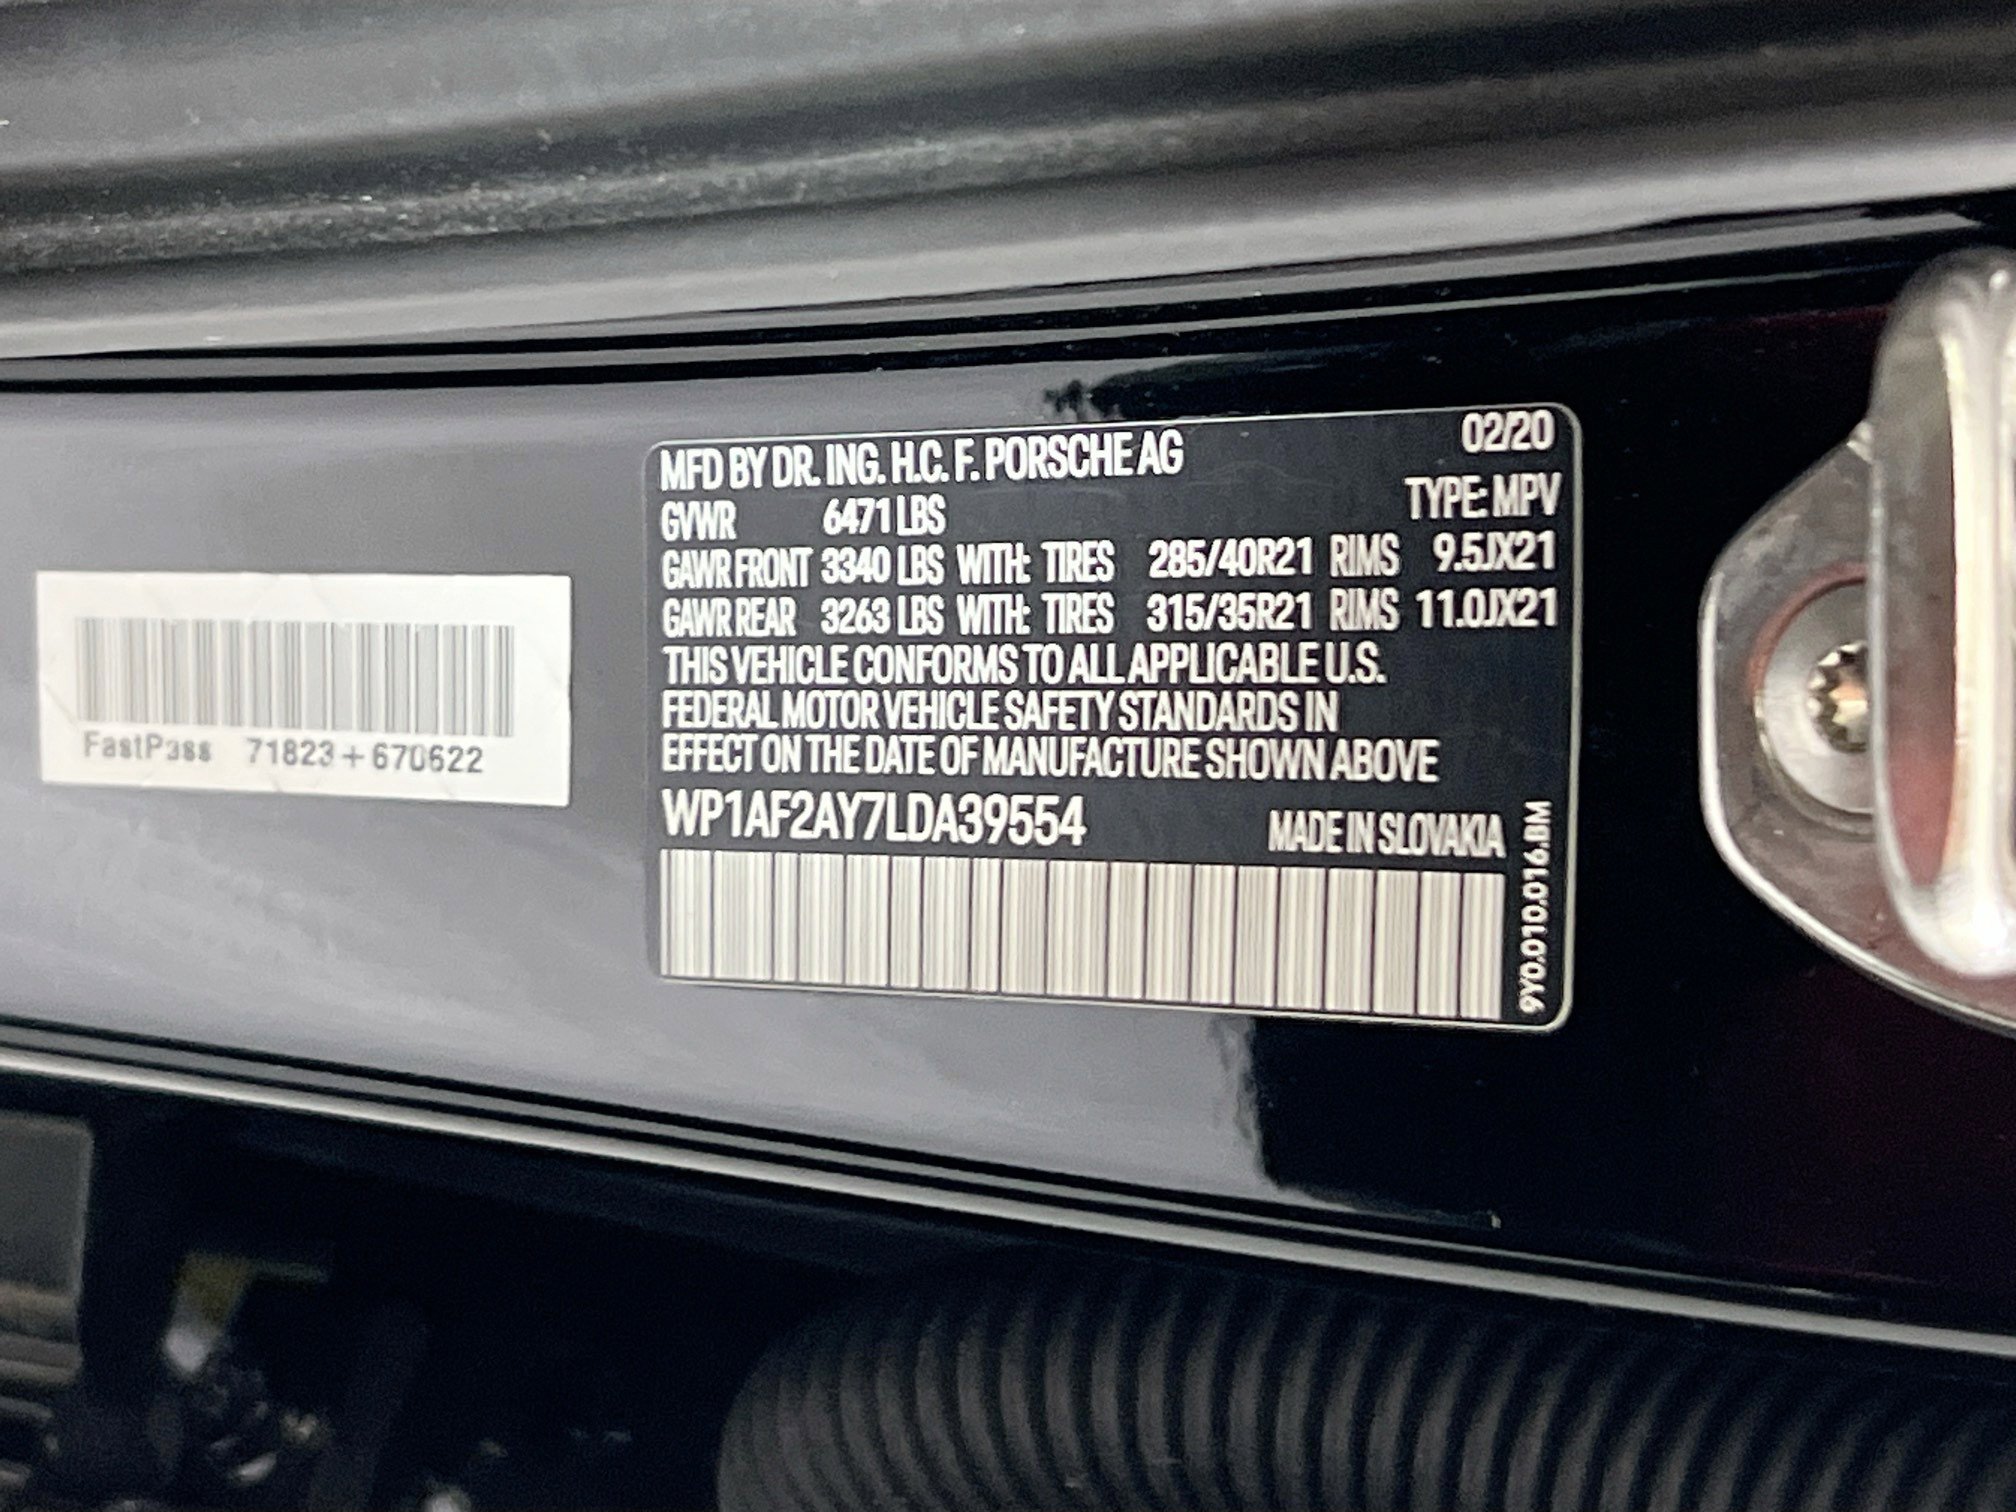 MFD BY DR. ING. H.C. F. PORSCHE AG 02/20
GVWR 6471 LBS TYPE: MPV
GAWR FRONT 3340 LBS WITH: TIRES 285/40R21 RIMS 9.5JX21
GAWR REAR 3263 LBS WITH: TIRES 315/35R21 RIMS 11.0JX21
THIS VEHICLE CONFORMS TO ALL APPLICABLE U.S.
FEDERAL MOTOR VEHICLE SAFETY STANDARDS IN
EFFECT ON THE DATE OF MANUFACTURE SHOWN ABOVE
WP1AF2AY7LDA39554 MADE IN SLOVAKIA
9Y0.010.016.BM
FastPass 71823+670622